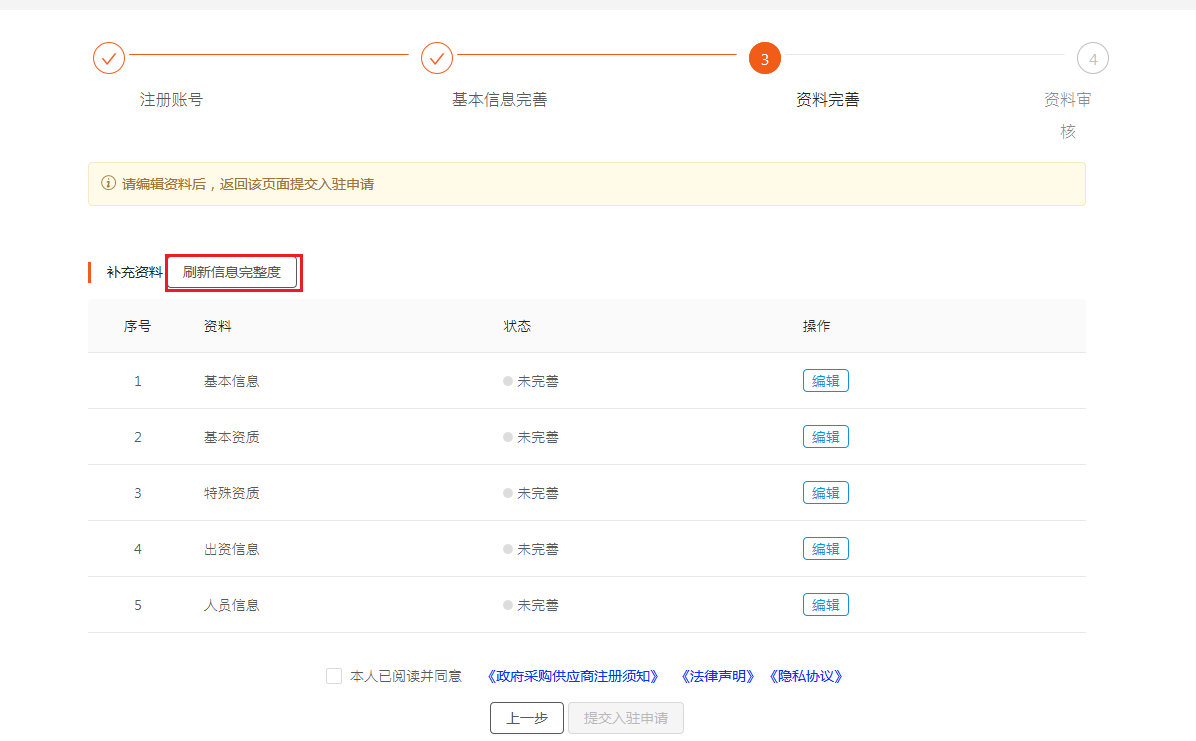 3
4
注册账号
基本信息完善
资料完善
资料审
核
请编辑资料后，返回该页面提交入驻申请
补充资料 刷新信息完整度
序号 资料 状态 操作
1 基本信息 未完善 编辑
2 基本资质 未完善 编辑
3 特殊资质 未完善 编辑
4 出资信息 未完善 编辑
5 人员信息 未完善 编辑
本人已阅读并同意 《政府采购供应商注册须知》 《法律声明》 《隐私协议》
上一步 提交入驻申请